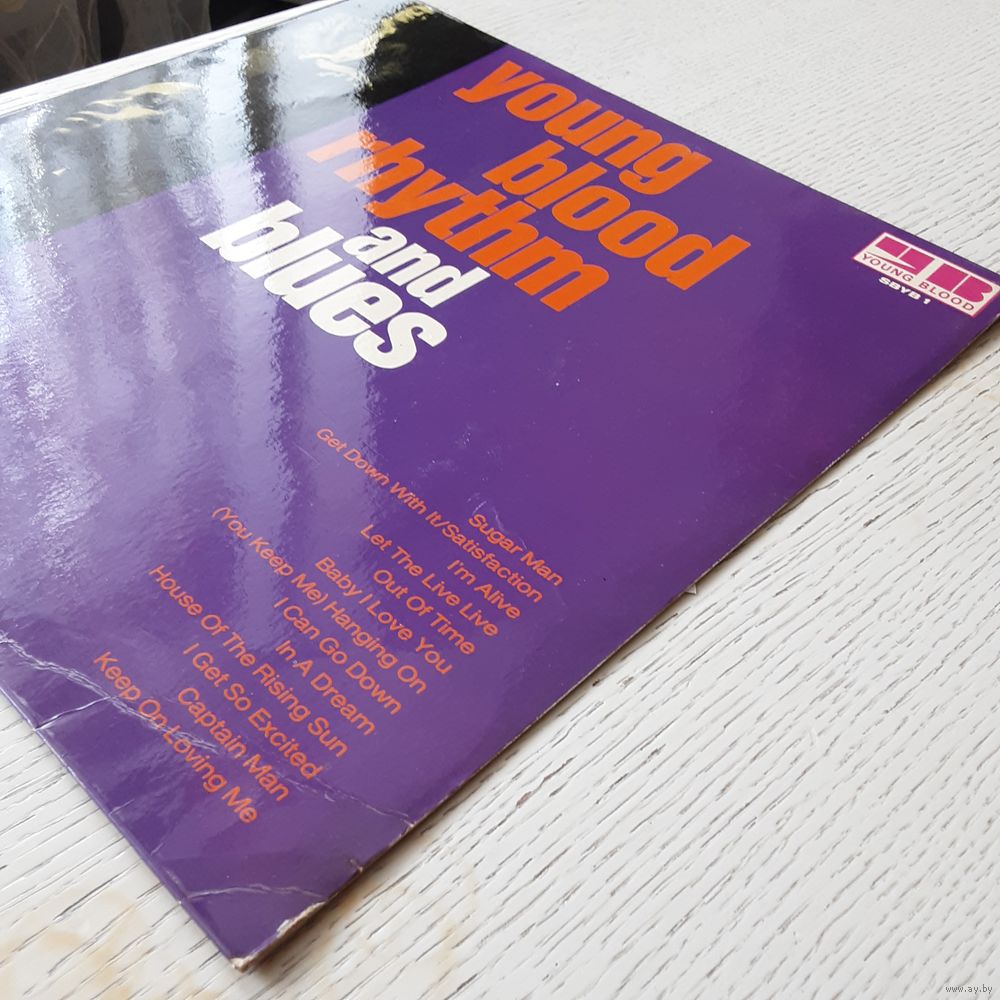 young
blood
rhythm
and
blues
YOUNG BLOOD
SBYB 1
Sugar Man
Get Down With It/Satisfaction
I'm Alive
Let The Live Live
Out Of Time
Baby I Love You
(You Keep Me) Hanging On
I Can Go Down
In A Dream
House Of The Rising Sun
I Get So Excited
Captain Man
Keep On Loving Me
www.ay.by